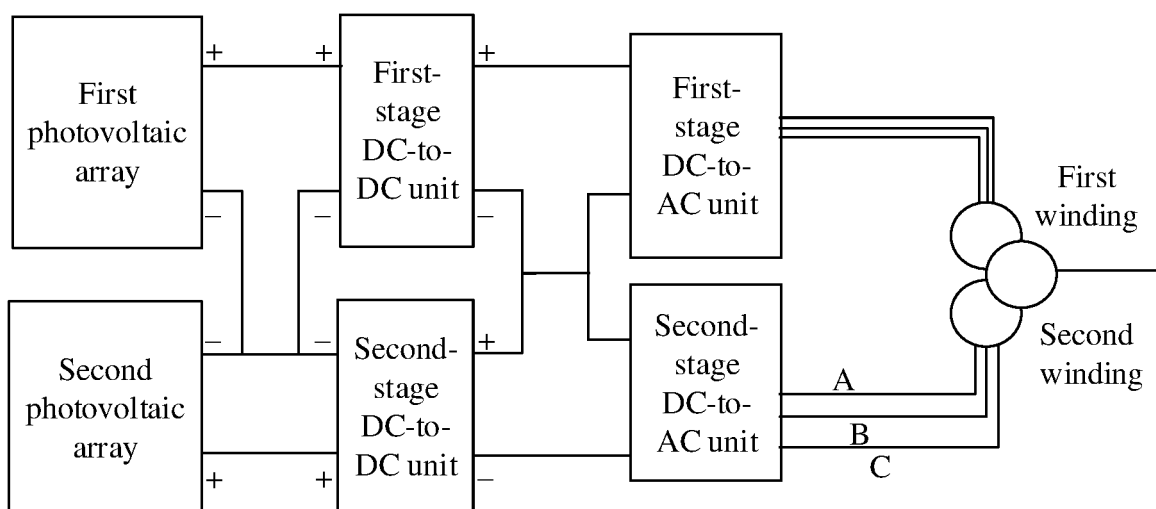 First
photovoltaic
array
+
−
+
−
First-
stage
DC-to-
DC unit
+
−
First-
stage
DC-to-
AC unit
First
winding
Second
photovoltaic
array
−
+
−
+
Second-
stage
DC-to-
DC unit
+
−
Second-
stage
DC-to-
AC unit
A
B
C
Second
winding